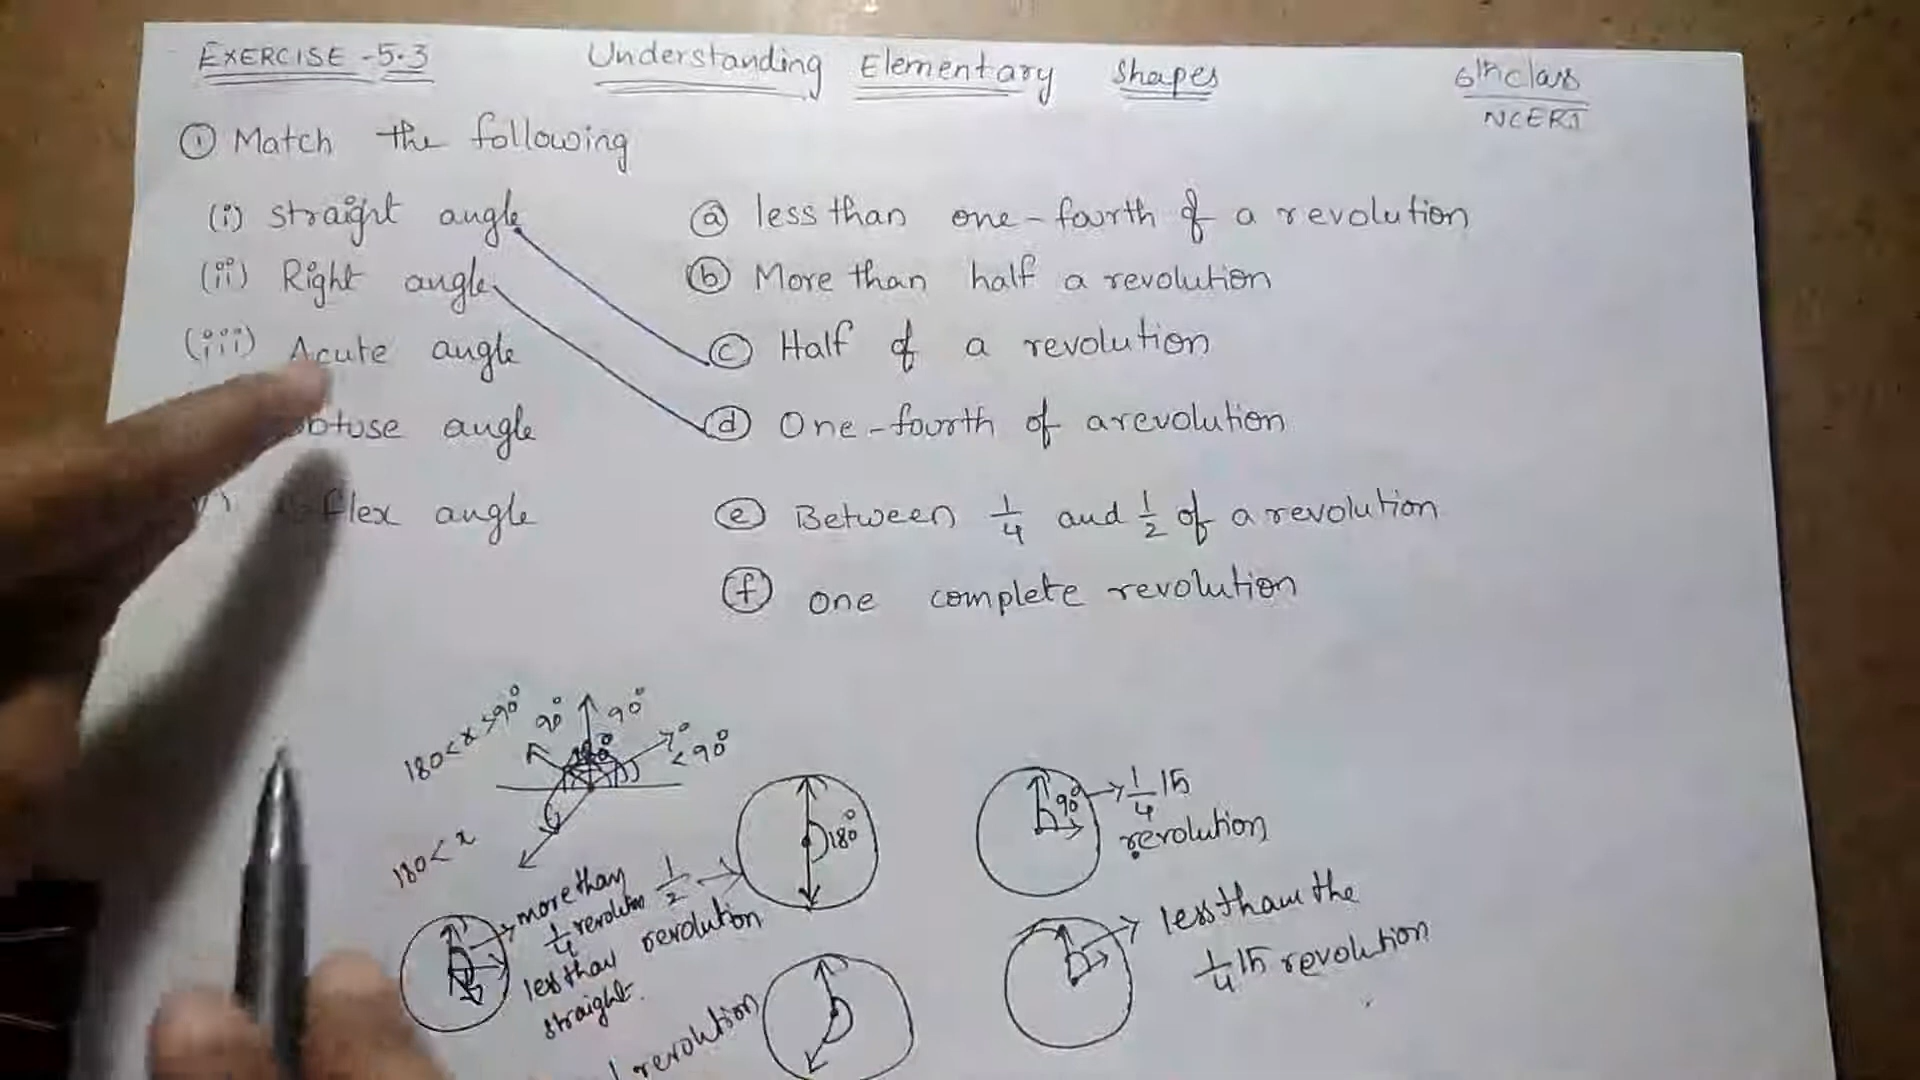 EXERCISE - 5.3
Understanding Elementary shapes
6th class
NCERT
① Match the following
(i) straight angle
ⓐ less than one-fourth of a revolution
(ii) Right angle
ⓑ More than half a revolution
(iii) Acute angle
ⓒ Half of a revolution
obtuse angle
ⓓ One-fourth of a revolution
flex angle
ⓔ Between 1/4 and 1/2 of a revolution
ⓕ one complete revolution
180 < x > 90°
90°
90°
< 90°
180 < x
180°
1/2
revolution
90°
1/4 th
revolution
more than
1/4 revolution
less than
straight.
less than the
1/4 th revolution
revolution